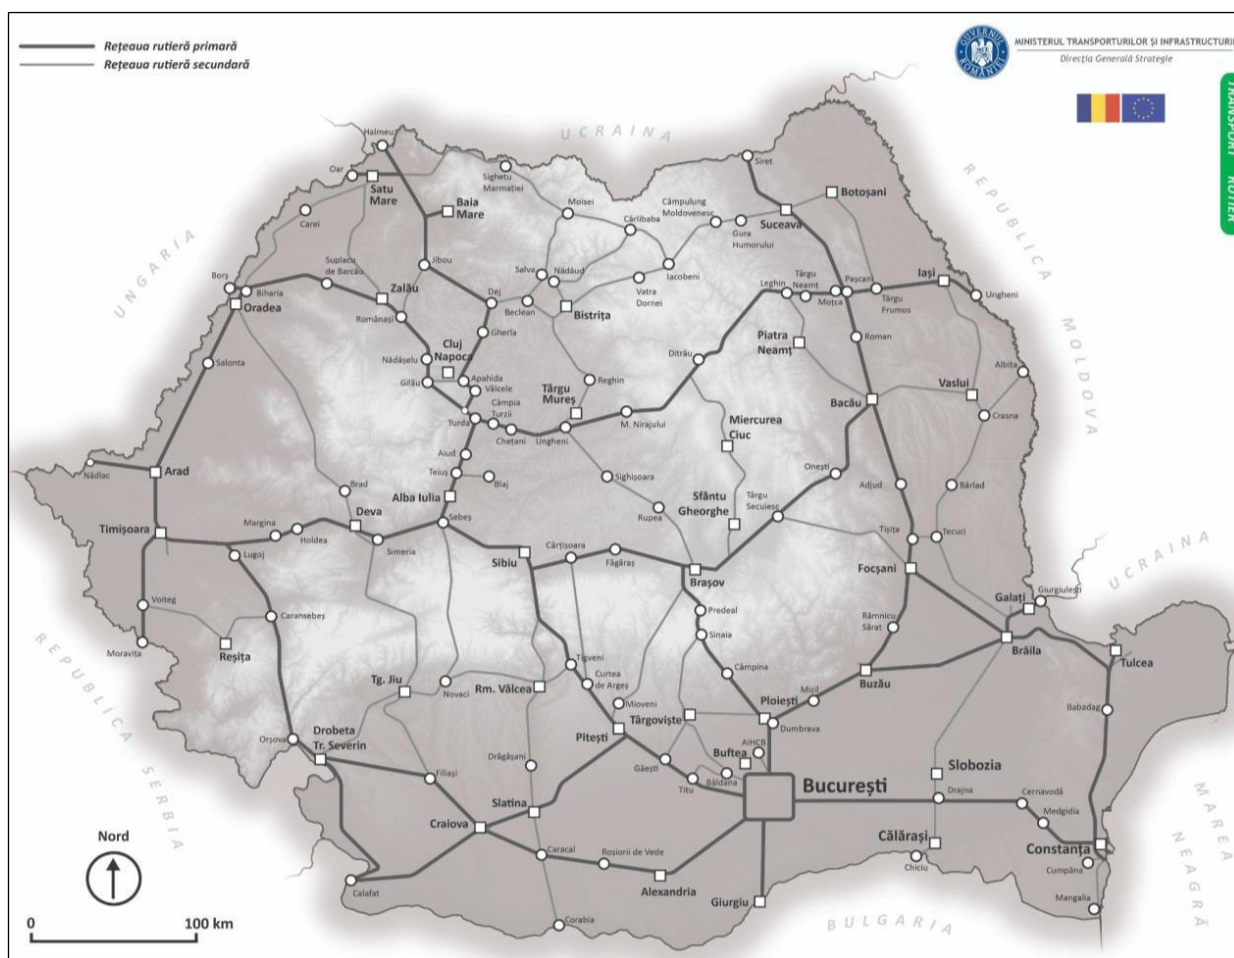 Rețeaua rutieră primară
Rețeaua rutieră secundară
GUVERNUL ROMÂNIEI
MINISTERUL TRANSPORTURILOR ȘI INFRASTRUCTURII
Direcția Generală Strategie
TRANSPORT RUTIER
UCRAINA
Halmeu
Siret
Oar
Satu
Mare
Sighetu
Marmației
Botoșani
Baia
Mare
Moisei
Câmpulung
Moldovenesc
Cârlibaba
Suceava
Carei
Gura
Humorului
REPUBLICA MOLDOVA
UNGARIA
Suplacu
de Barcău
Jibou
Salva
Nădăud
Iacobeni
Leghin
Târgu
Neamț
Pașcani
Iași
Borș
Biharia
Oradea
Zalău
Vatra
Dornei
Moțca
Târgu
Frumos
Ungheni
Dej
Beclean
Bistrița
Românași
Gherla
Piatra
Neamț
Roman
Cluj
Napoca
Nădășelu
Ditrău
Salonta
Albița
Gilău
Apahida
Vâlcele
Reghin
Târgu
Mureș
Bacău
Vaslui
Câmpia
Turzii
Turda
Chețani
Ungheni
M. Nirajului
Miercurea
Ciuc
Crasna
Aiud
Teiuș
Blaj
Sighișoara
Onești
Nădlac
Arad
Adjud
Bârlad
Brad
Alba Iulia
Sfântu
Gheorghe
Târgu
Secuiesc
Deva
Rupea
Timișoara
Margina
Holdea
Sebeș
Simeria
Tișița
Tecuci
UCRAINA
Lugoj
Sibiu
Cârțișoara
Făgăraș
Brașov
Focșani
Galați
Giurgiulești
Voiteg
Caransebeș
Predeal
Râmnicu
Sărat
Sinaia
Brăila
Moravița
Reșița
Tulcea
REPUBLICA SERBIA
Tigveni
Câmpina
Buzău
Tg. Jiu
Novaci
Rm. Vâlcea
Curtea
de Argeș
Mioveni
Ploiești
Mizil
Babadag
Târgoviște
Dumbrava
Pitești
Orșova
Drobeta
Tr. Severin
AIHCB
Buftea
Drăgășani
Găești
Filiași
Titu
Băldana
București
Slobozia
Drajna
Cernavodă
Slatina
Medgidia
MAREA NEAGRĂ
Craiova
Nord
Călărași
Constanța
Caracal
Roșiorii de Vede
Chiciu
Cumpăna
Calafat
Alexandria
Giurgiu
Mangalia
0
100 km
Corabia
BULGARIA